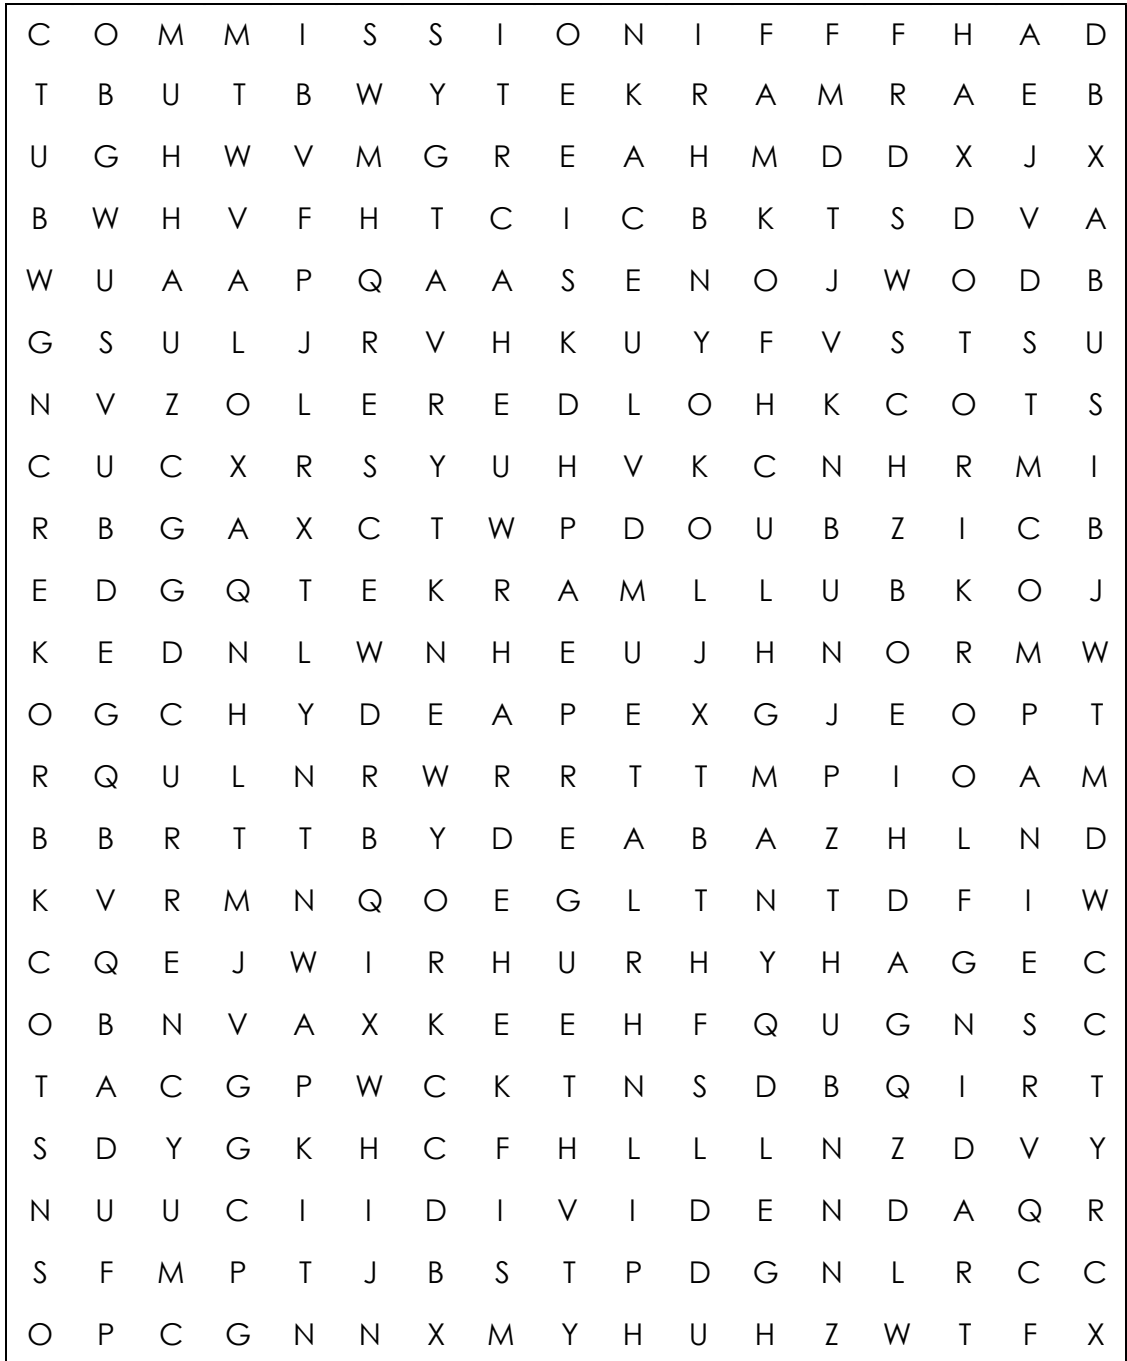 C O M M I S S I O N I F F F H A D
T B U T B W Y T E K R A M R A E B
U G H W V M G R E A H M D D X J X
B W H V F H T C I C B K T S D V A
W U A A P Q A A S E N O J W O D B
G S U L J R V H K U Y F V S T S U
N V Z O L E R E D L O H K C O T S
C U C X R S Y U H V K C N H R M I
R B G A X C T W P D O U B Z I C B
E D G Q T E K R A M L L U B K O J
K E D N L W N H E U J H N O R M W
O G C H Y D E A P E X G J E O P T
R Q U L N R W R R T T M P I O A M
B B R T T B Y D E A B A Z H L N D
K V R M N Q O E G L T N T D F I W
C Q E J W I R H U R H Y H A G E C
O B N V A X K E E H F Q U G N S C
T A C G P W C K T N S D B Q I R T
S D Y G K H C F H L L L N Z D V Y
N U U C I I D I V I D E N D A Q R
S F M P T J B S T P D G N L R C C
O P C G N N X M Y H U H Z W T F X